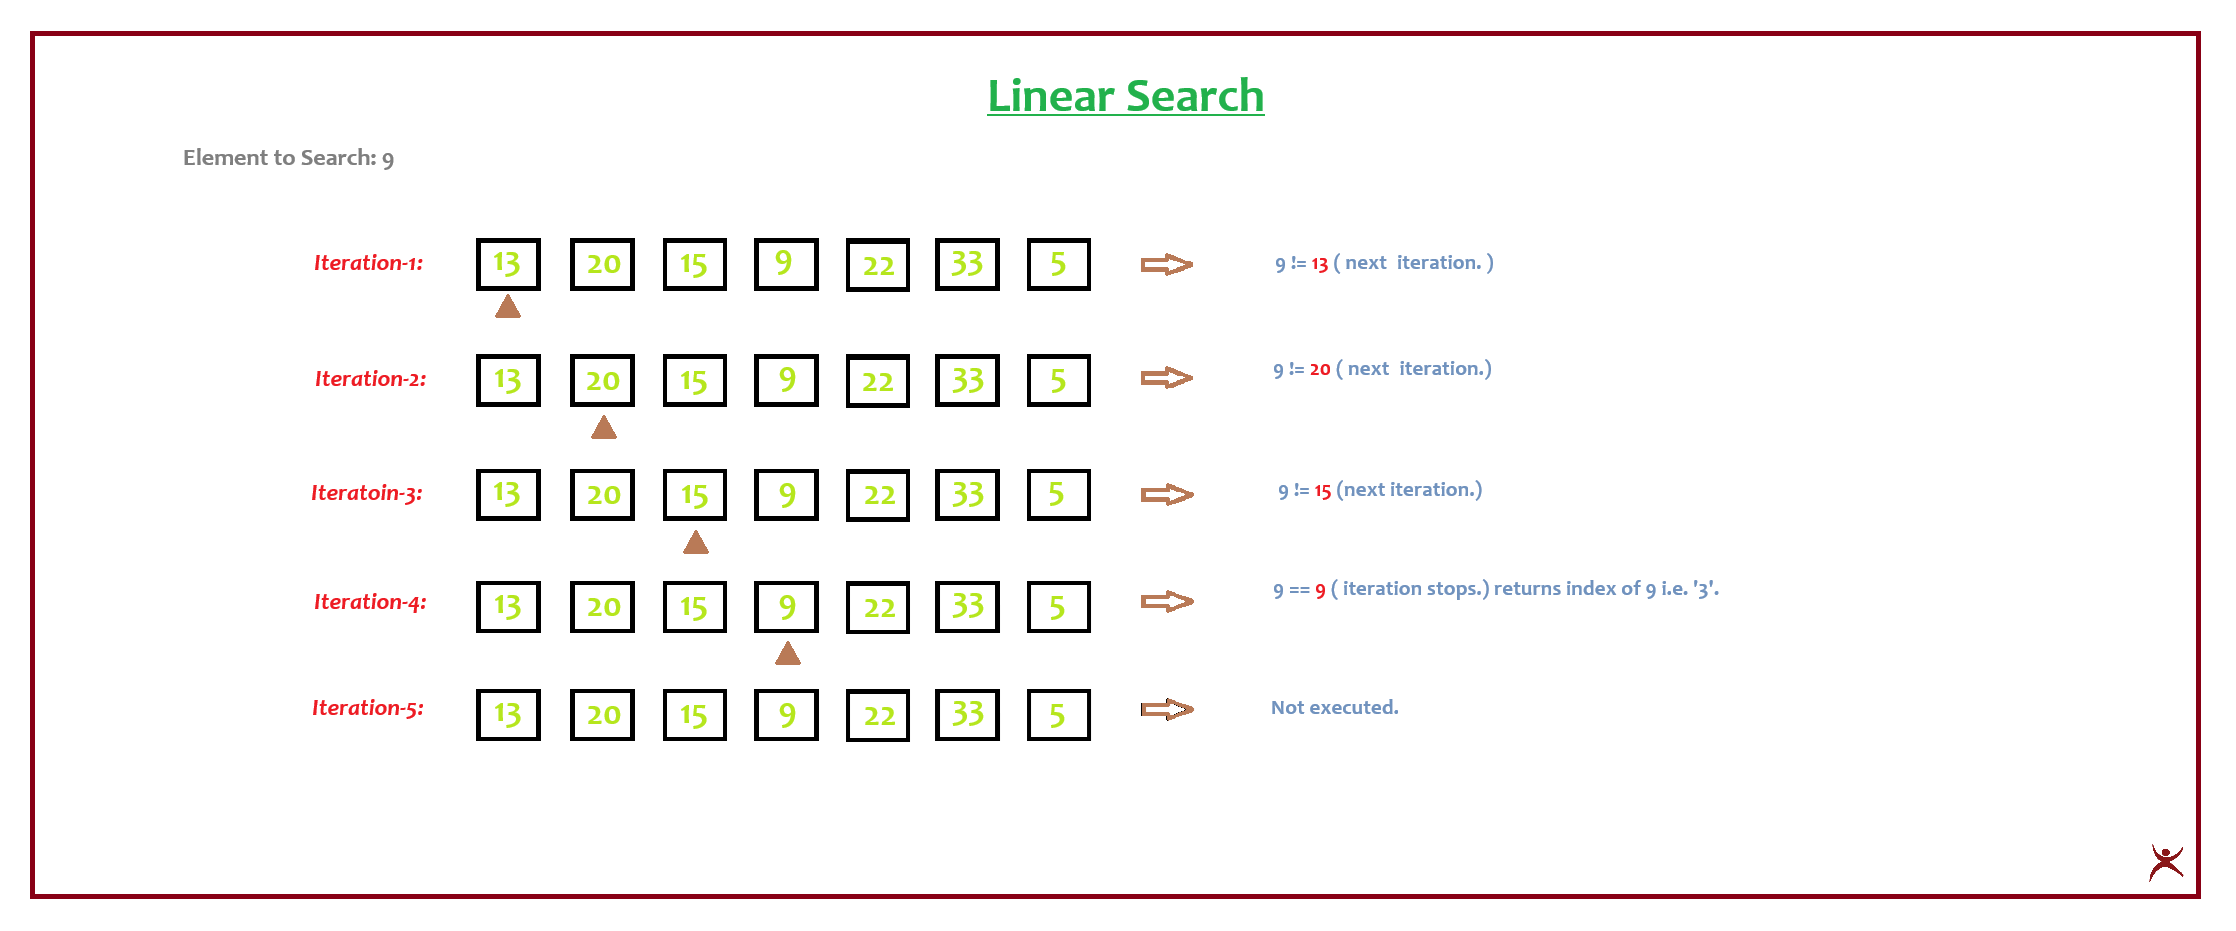 Linear Search
Element to Search: 9
Iteration-1: 13 20 15 9 22 33 5 9 != 13 ( next iteration. )
Iteration-2: 13 20 15 9 22 33 5 9 != 20 ( next iteration.)
Iteratoin-3: 13 20 15 9 22 33 5 9 != 15 (next iteration.)
Iteration-4: 13 20 15 9 22 33 5 9 == 9 ( iteration stops.) returns index of 9 i.e. '3'.
Iteration-5: 13 20 15 9 22 33 5 Not executed.